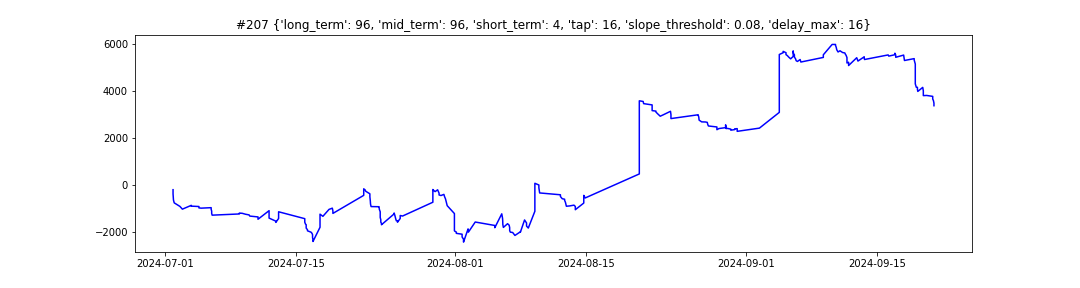 #207 {'long_term': 96, 'mid_term': 96, 'short_term': 4, 'tap': 16, 'slope_threshold': 0.08, 'delay_max': 16}
6000
4000
2000
0
−2000
2024-07-01 2024-07-15 2024-08-01 2024-08-15 2024-09-01 2024-09-15